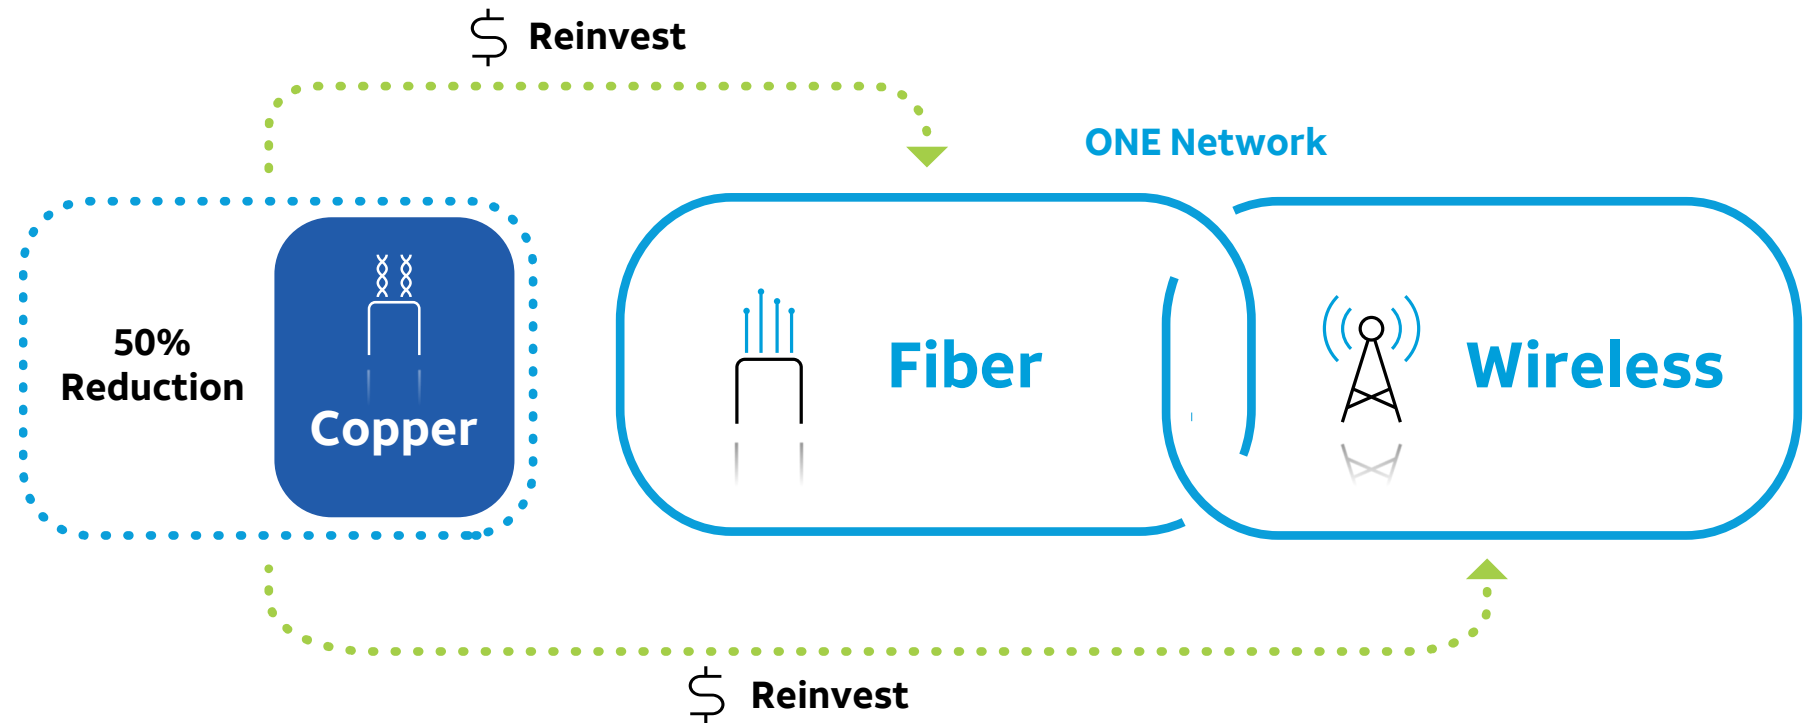 $ Reinvest
ONE Network
50%
Reduction
Copper
Fiber
Wireless
$ Reinvest